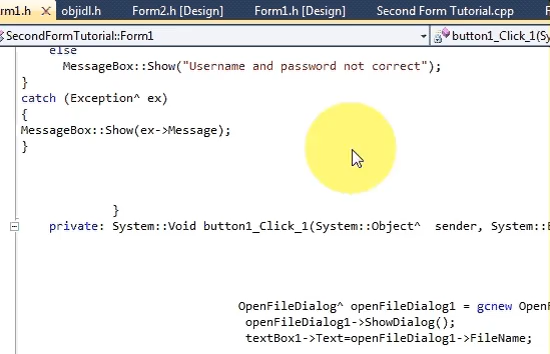 rm1.h X objidl.h Form2.h [Design] Form1.h [Design] Second Form Tutorial.cpp
SecondFormTutorial::Form1 button1_Click_1(Sy
else
MessageBox::Show("Username and password not correct");
}
catch (Exception^ ex)
{
MessageBox::Show(ex->Message);
}
}
private: System::Void button1_Click_1(System::Object^ sender, System::E
OpenFileDialog^ openFileDialog1 = gcnew OpenF
openFileDialog1->ShowDialog();
textBox1->Text=openFileDialog1->FileName;